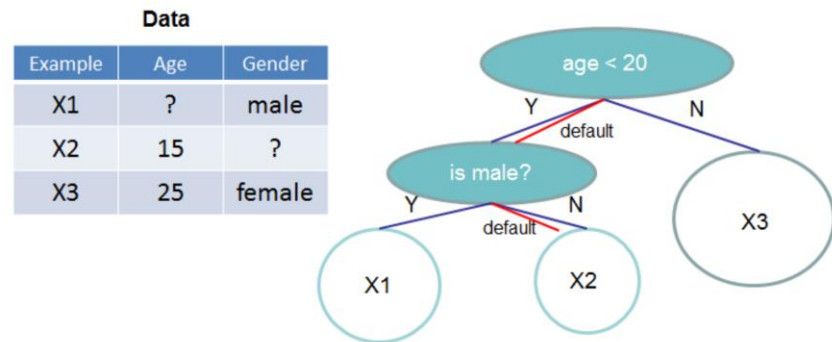 Data
Example Age Gender
X1 ? male
X2 15 ?
X3 25 female
age < 20
Y N
default
is male?
Y N
default
X1 X2 X3